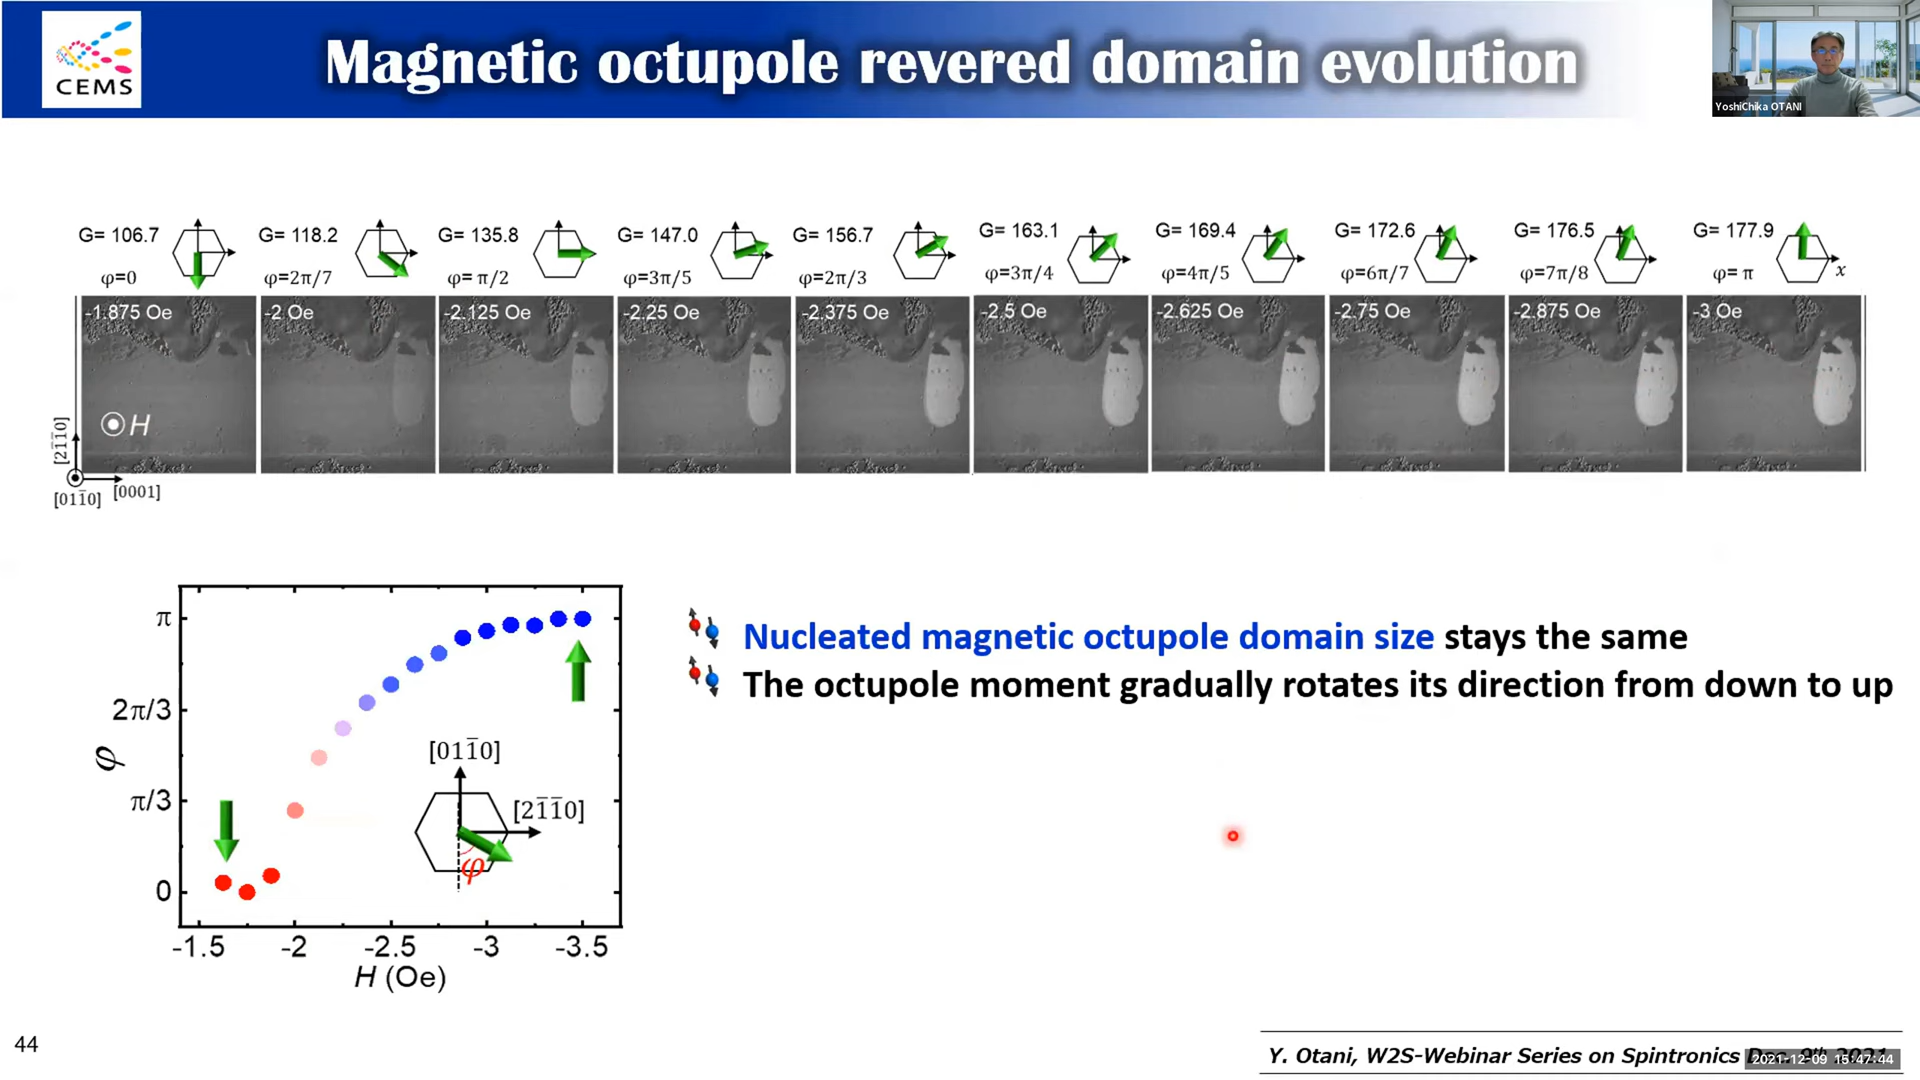 CEMS
Magnetic octupole revered domain evolution
YoshiChika OTANI
G= 106.7
φ=0
G= 118.2
φ=2π/7
G= 135.8
φ= π/2
G= 147.0
φ=3π/5
G= 156.7
φ=2π/3
G= 163.1
φ=3π/4
G= 169.4
φ=4π/5
G= 172.6
φ=6π/7
G= 176.5
φ=7π/8
G= 177.9
φ= π
x
-1.875 Oe
-2 Oe
-2.125 Oe
-2.25 Oe
-2.375 Oe
-2.5 Oe
-2.625 Oe
-2.75 Oe
-2.875 Oe
-3 Oe
H
[21̅1̅0]
[011̅0]
[0001]
π
2π/3
π/3
0
φ
[011̅0]
[21̅1̅0]
φ
-1.5 -2 -2.5 -3 -3.5
H (Oe)
Nucleated magnetic octupole domain size stays the same
The octupole moment gradually rotates its direction from down to up
44
Y. Otani, W2S-Webinar Series on Spintronics
2021-12-09 15:47:44